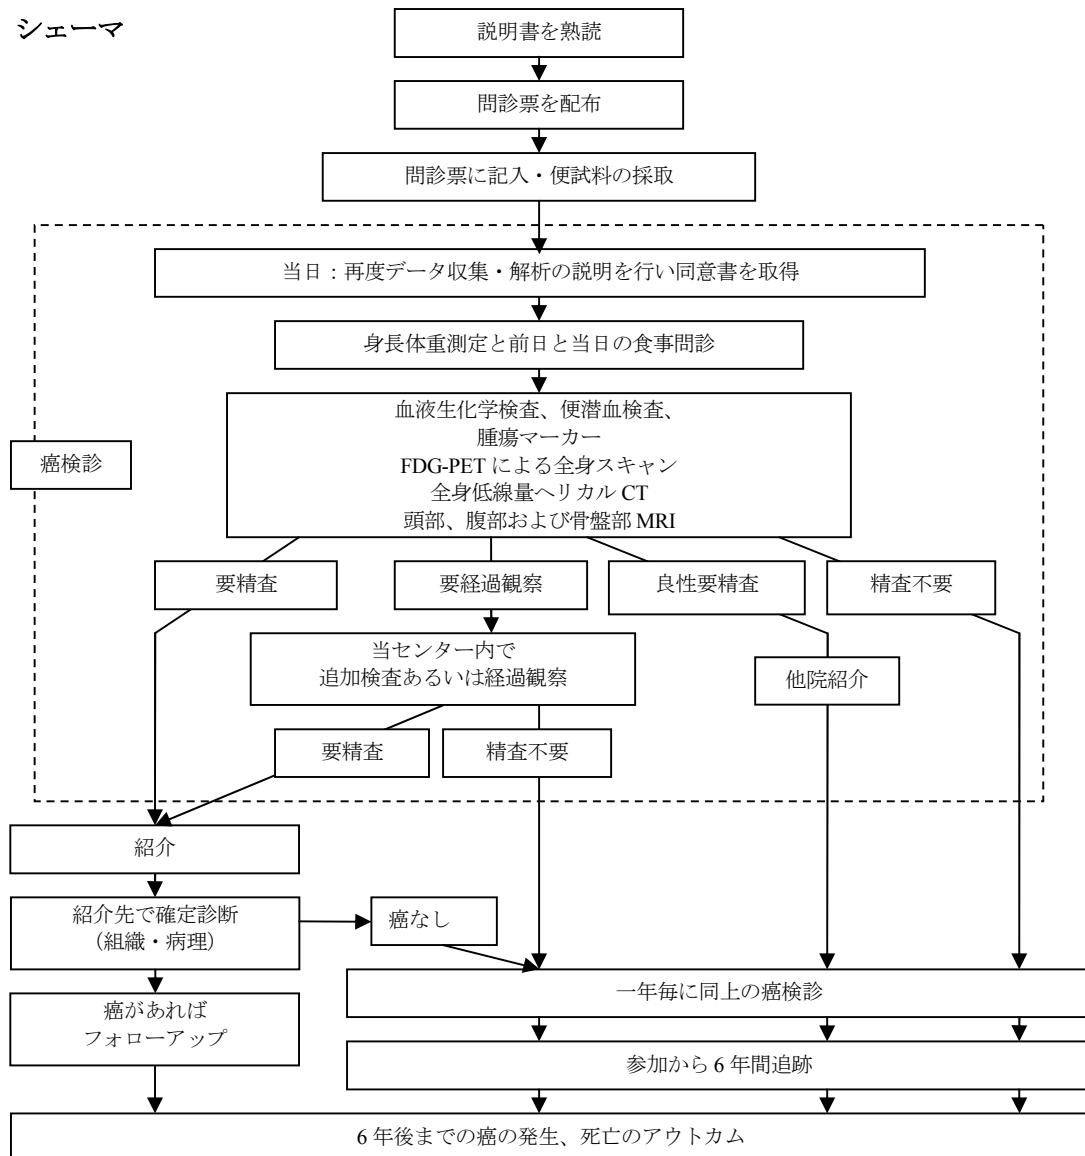 シェーマ
説明書を熟読
問診票を配布
問診票に記入・便試料の採取
当日：再度データ収集・解析の説明を行い同意書を取得
身長体重測定と前日と当日の食事問診
血液生化学検査、便潜血検査、
腫瘍マーカー
FDG-PET による全身スキャン
全身低線量ヘリカル CT
頭部、腹部および骨盤部 MRI
癌検診
要精査
要経過観察
良性要精査
精査不要
当センター内で
追加検査あるいは経過観察
他院紹介
要精査
精査不要
紹介
紹介先で確定診断
（組織・病理）
癌なし
癌があれば
フォローアップ
一年毎に同上の癌検診
参加から 6 年間追跡
6 年後までの癌の発生、死亡のアウトカム